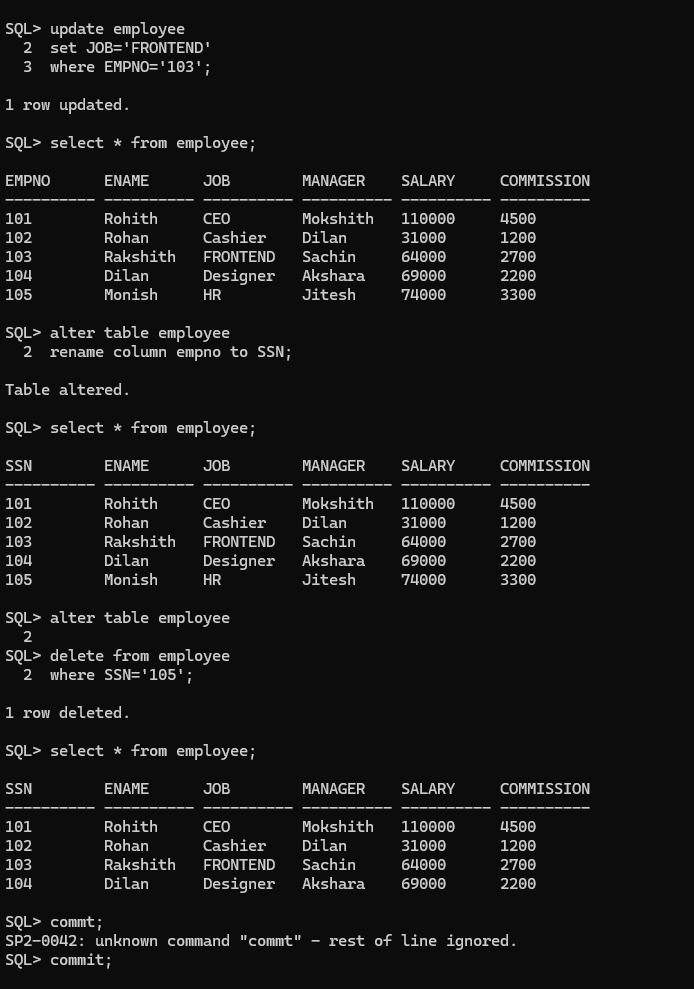 SQL> update employee
  2  set JOB='FRONTEND'
  3  where EMPNO='103';

1 row updated.

SQL> select * from employee;

EMPNO      ENAME      JOB        MANAGER    SALARY     COMMISSION
---------- ---------- ---------- ---------- ---------- ----------
101        Rohith     CEO        Mokshith   110000     4500
102        Rohan      Cashier    Dilan      31000      1200
103        Rakshith   FRONTEND   Sachin     64000      2700
104        Dilan      Designer   Akshara    69000      2200
105        Monish     HR         Jitesh     74000      3300

SQL> alter table employee
  2  rename column empno to SSN;

Table altered.

SQL> select * from employee;

SSN        ENAME      JOB        MANAGER    SALARY     COMMISSION
---------- ---------- ---------- ---------- ---------- ----------
101        Rohith     CEO        Mokshith   110000     4500
102        Rohan      Cashier    Dilan      31000      1200
103        Rakshith   FRONTEND   Sachin     64000      2700
104        Dilan      Designer   Akshara    69000      2200
105        Monish     HR         Jitesh     74000      3300

SQL> alter table employee
  2
SQL> delete from employee
  2  where SSN='105';

1 row deleted.

SQL> select * from employee;

SSN        ENAME      JOB        MANAGER    SALARY     COMMISSION
---------- ---------- ---------- ---------- ---------- ----------
101        Rohith     CEO        Mokshith   110000     4500
102        Rohan      Cashier    Dilan      31000      1200
103        Rakshith   FRONTEND   Sachin     64000      2700
104        Dilan      Designer   Akshara    69000      2200

SQL> commt;
SP2-0042: unknown command "commt" - rest of line ignored.
SQL> commit;